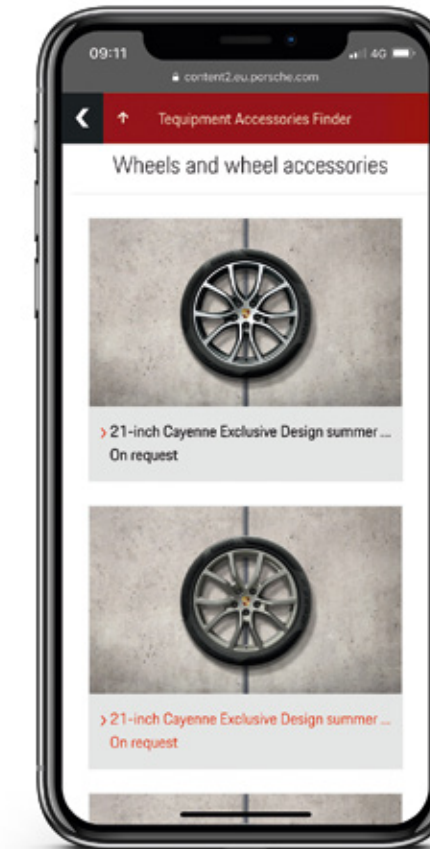 09:11
4G
content2.eu.porsche.com
Tequipment Accessories Finder
Wheels and wheel accessories
21-inch Cayenne Exclusive Design summer ...
On request
21-inch Cayenne Exclusive Design summer ...
On request